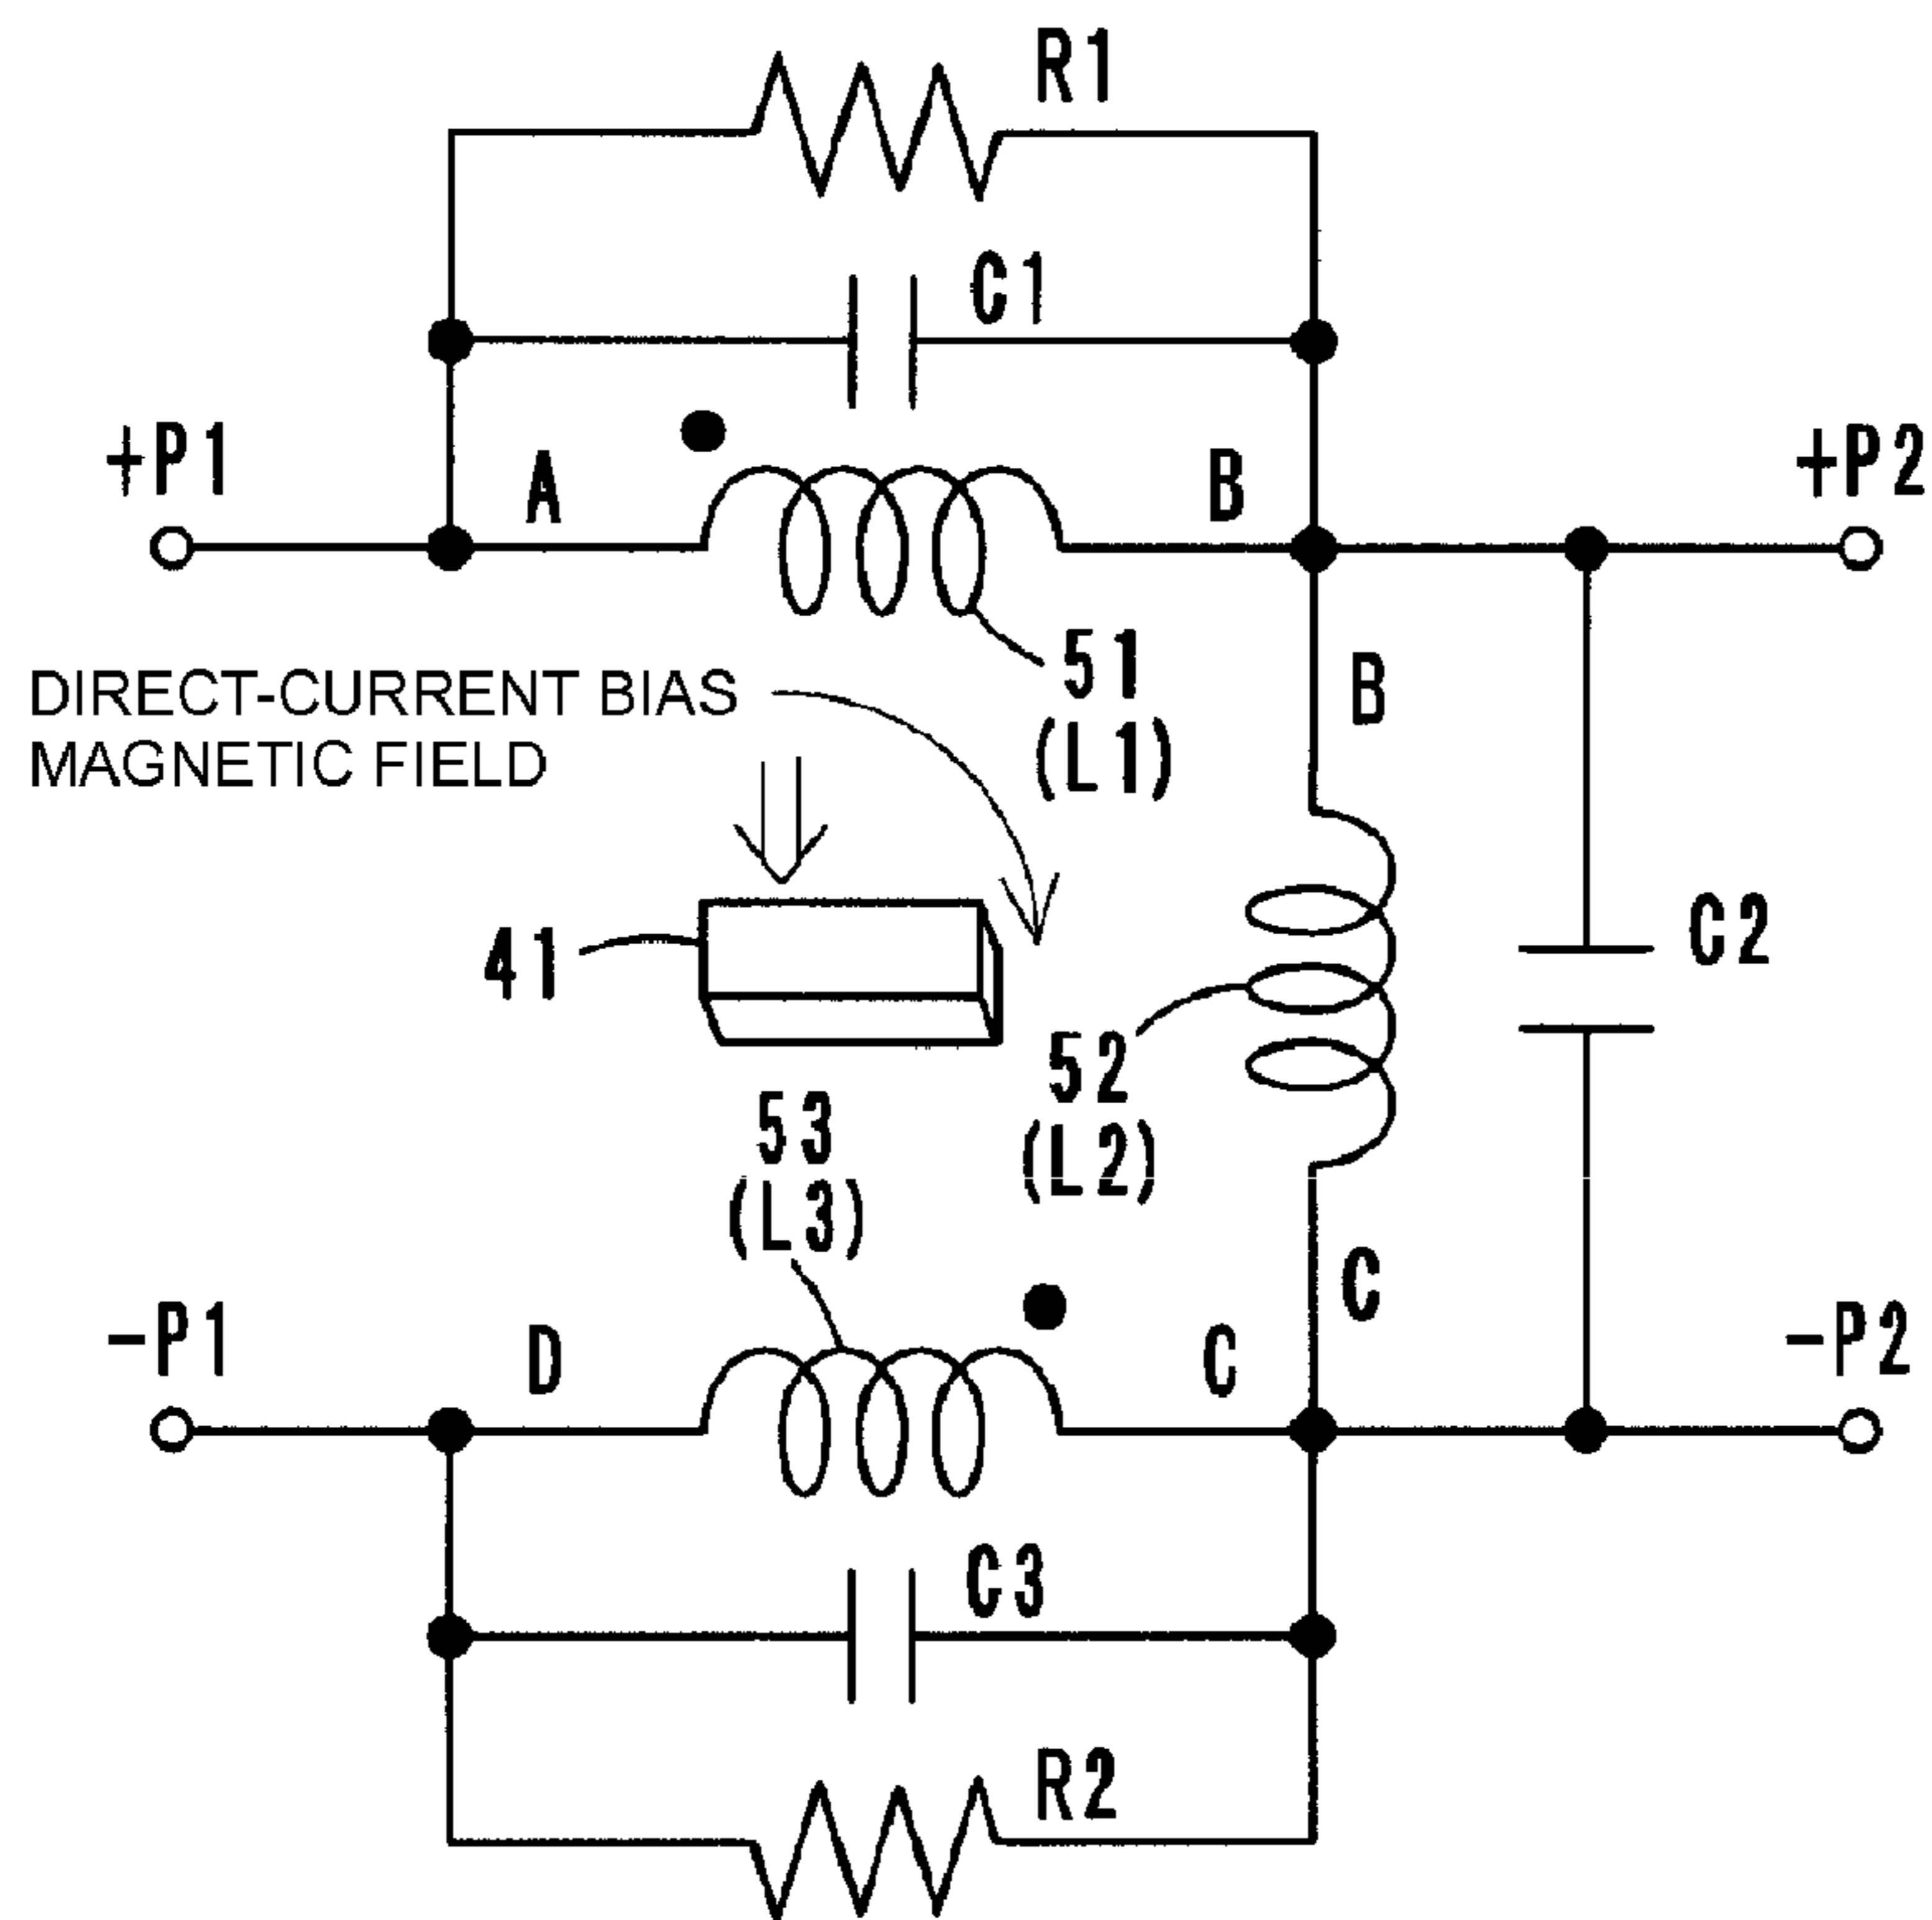 R1
C1
+P1
A
B
+P2
51
(L1)
B
DIRECT-CURRENT BIAS
MAGNETIC FIELD
41
C2
52
(L2)
53
(L3)
C
-P1
D
C
-P2
C3
R2